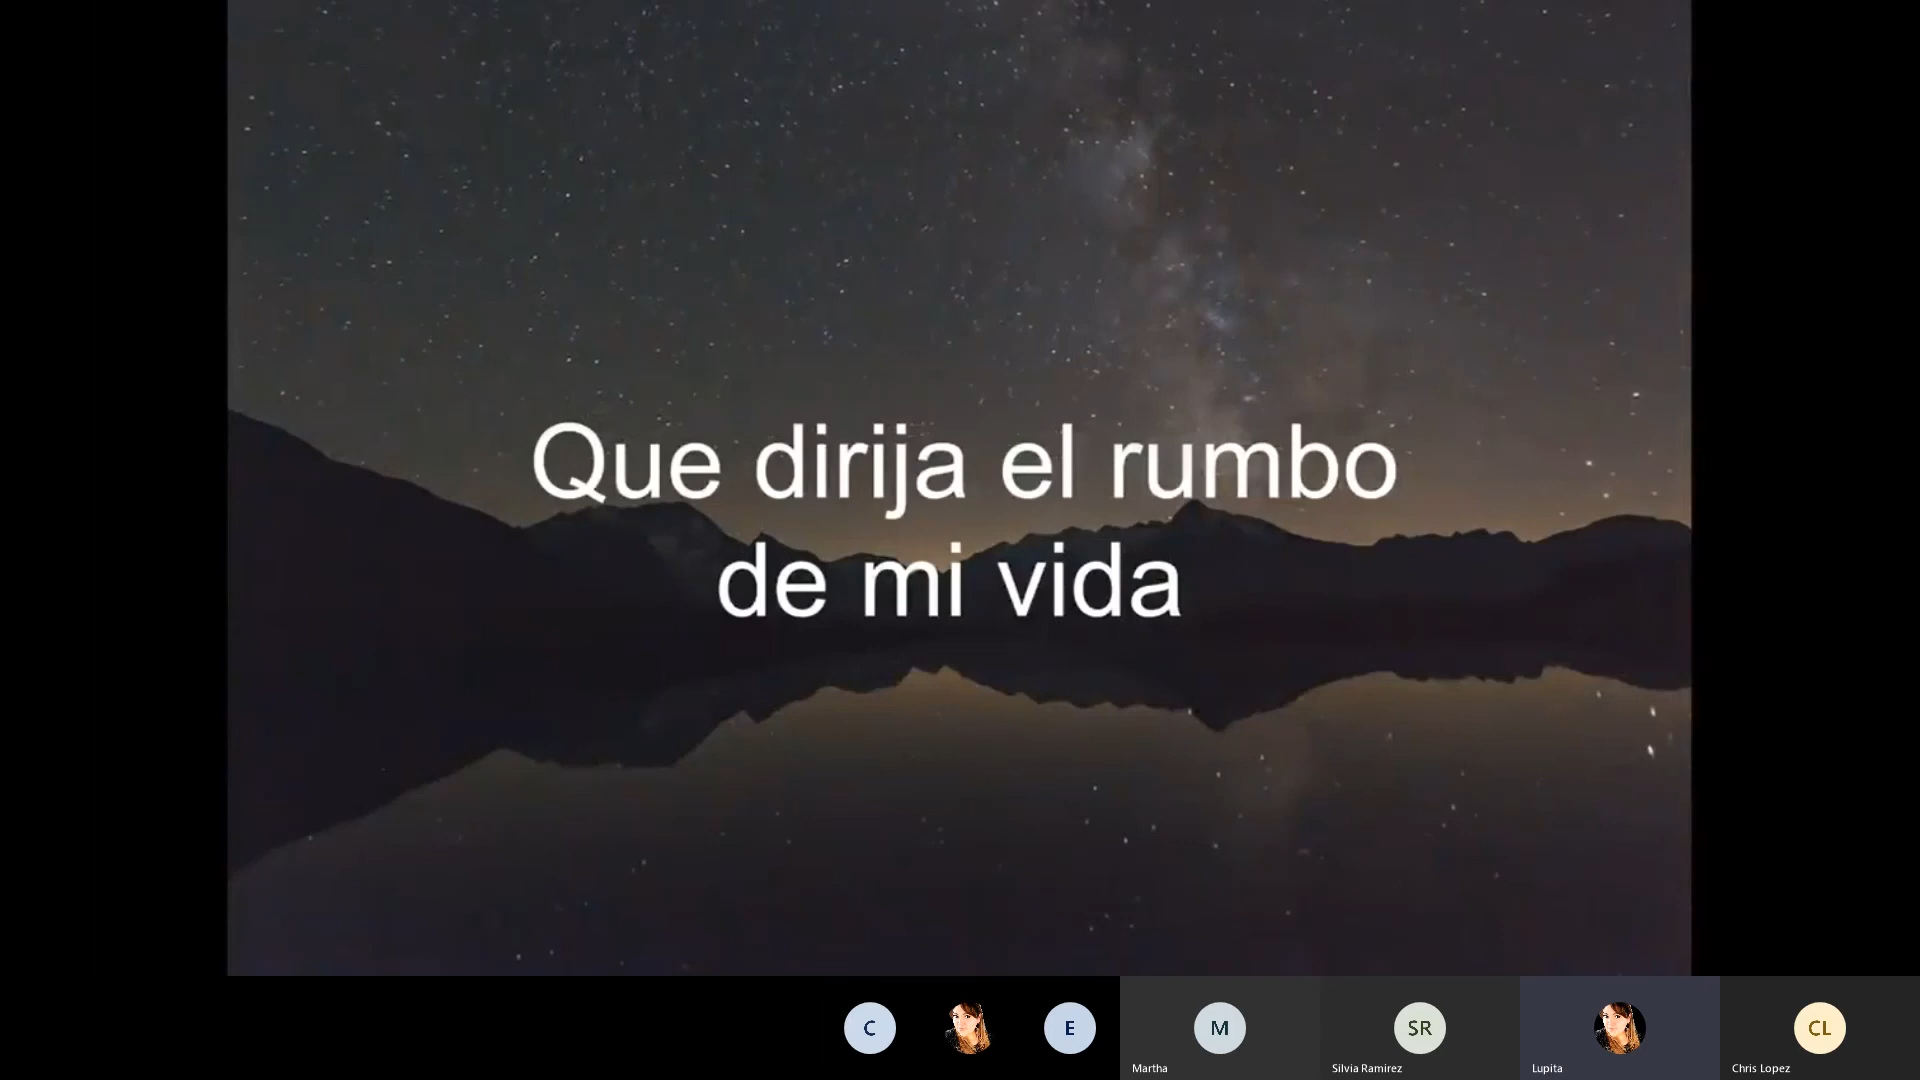 Que dirija el rumbo
de mi vida
C
E
M
SR
CL
Martha
Silvia Ramirez
Lupita
Chris Lopez